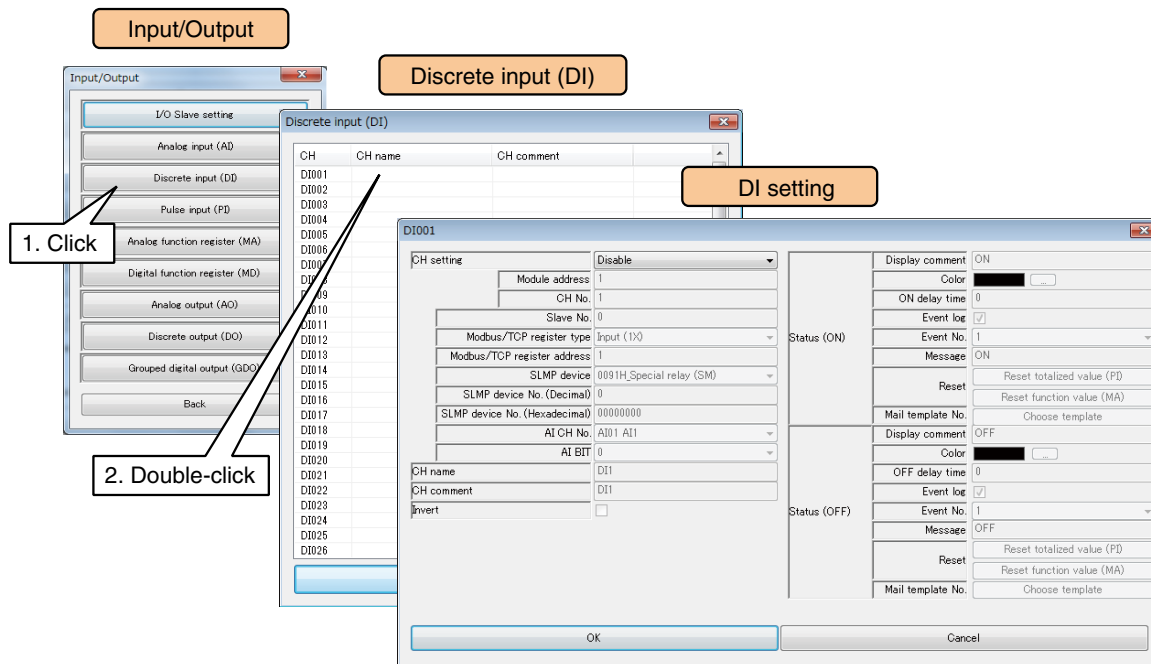 Input/Output
Discrete input (DI)
DI setting
Input/Output
I/O Slave setting
Analog input (AI)
Discrete input (DI)
Pulse input (PI)
Analog function register (MA)
Digital function register (MD)
Analog output (AO)
Discrete output (DO)
Grouped digital output (GDO)
Back
1. Click
Discrete input (DI)
CH CH name CH comment
DI001
DI002
DI003
DI004
DI005
DI006
DI009
DI010
DI011
DI012
DI013
DI014
DI015
DI016
DI017
DI018
DI019
DI020
DI021
DI022
DI023
DI024
DI025
DI026
2. Double-click
DI001
CH setting Disable
Module address 1
CH No. 1
Slave No. 0
Modbus/TCP register type Input (1X)
Modbus/TCP register address 1
SLMP device 0091H_Special relay (SM)
SLMP device No. (Decimal) 0
SLMP device No. (Hexadecimal) 00000000
AI CH No. AI01 AI1
AI BIT 0
CH name DI1
CH comment DI1
Invert
Status (ON)
Display comment ON
Color ...
ON delay time 0
Event log
Event No. 1
Message ON
Reset
Reset totalized value (PI)
Reset function value (MA)
Mail template No. Choose template
Status (OFF)
Display comment OFF
Color ...
OFF delay time 0
Event log
Event No. 1
Message OFF
Reset
Reset totalized value (PI)
Reset function value (MA)
Mail template No. Choose template
OK
Cancel